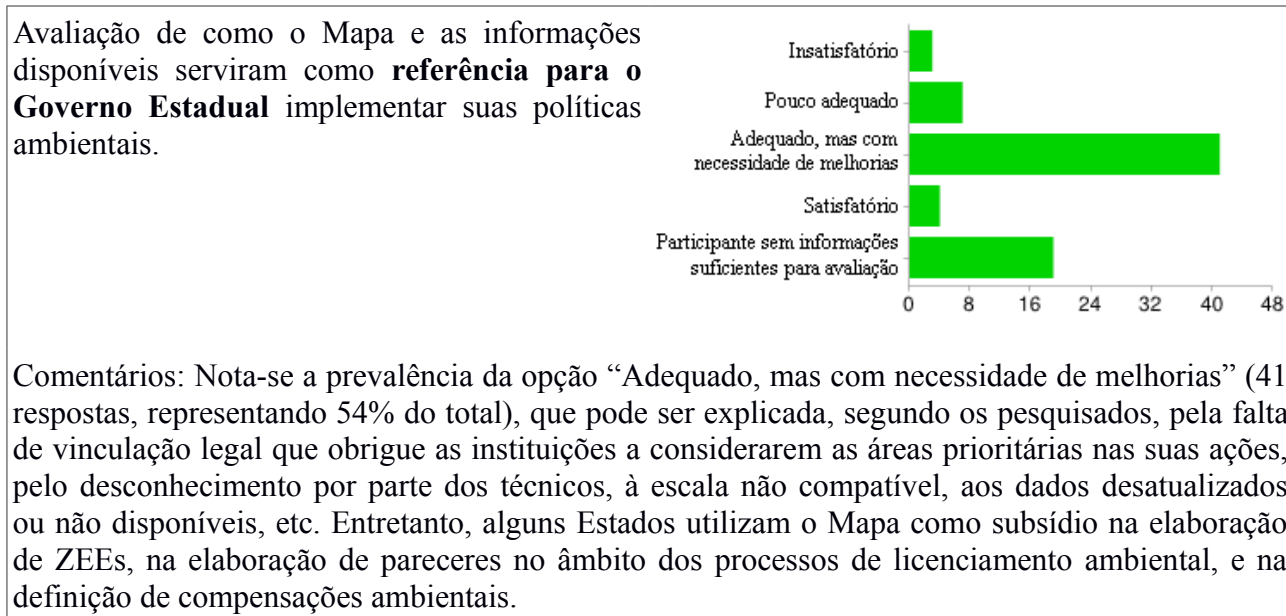 Avaliação de como o Mapa e as informações
disponíveis serviram como referência para o
Governo Estadual implementar suas políticas
ambientais.
Insatisfatório
Pouco adequado
Adequado, mas com
necessidade de melhorias
Satisfatório
Participante sem informações
suficientes para avaliação
0 8 16 24 32 40 48
Comentários: Nota-se a prevalência da opção “Adequado, mas com necessidade de melhorias” (41
respostas, representando 54% do total), que pode ser explicada, segundo os pesquisados, pela falta
de vinculação legal que obrigue as instituições a considerarem as áreas prioritárias nas suas ações,
pelo desconhecimento por parte dos técnicos, à escala não compatível, aos dados desatualizados
ou não disponíveis, etc. Entretanto, alguns Estados utilizam o Mapa como subsídio na elaboração
de ZEEs, na elaboração de pareceres no âmbito dos processos de licenciamento ambiental, e na
definição de compensações ambientais.